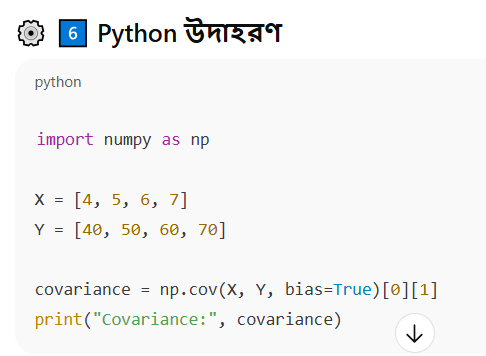 ⚙️ 6️⃣ Python উদাহরণ
python
import numpy as np
X = [4, 5, 6, 7]
Y = [40, 50, 60, 70]
covariance = np.cov(X, Y, bias=True)[0][1]
print("Covariance:", covariance)